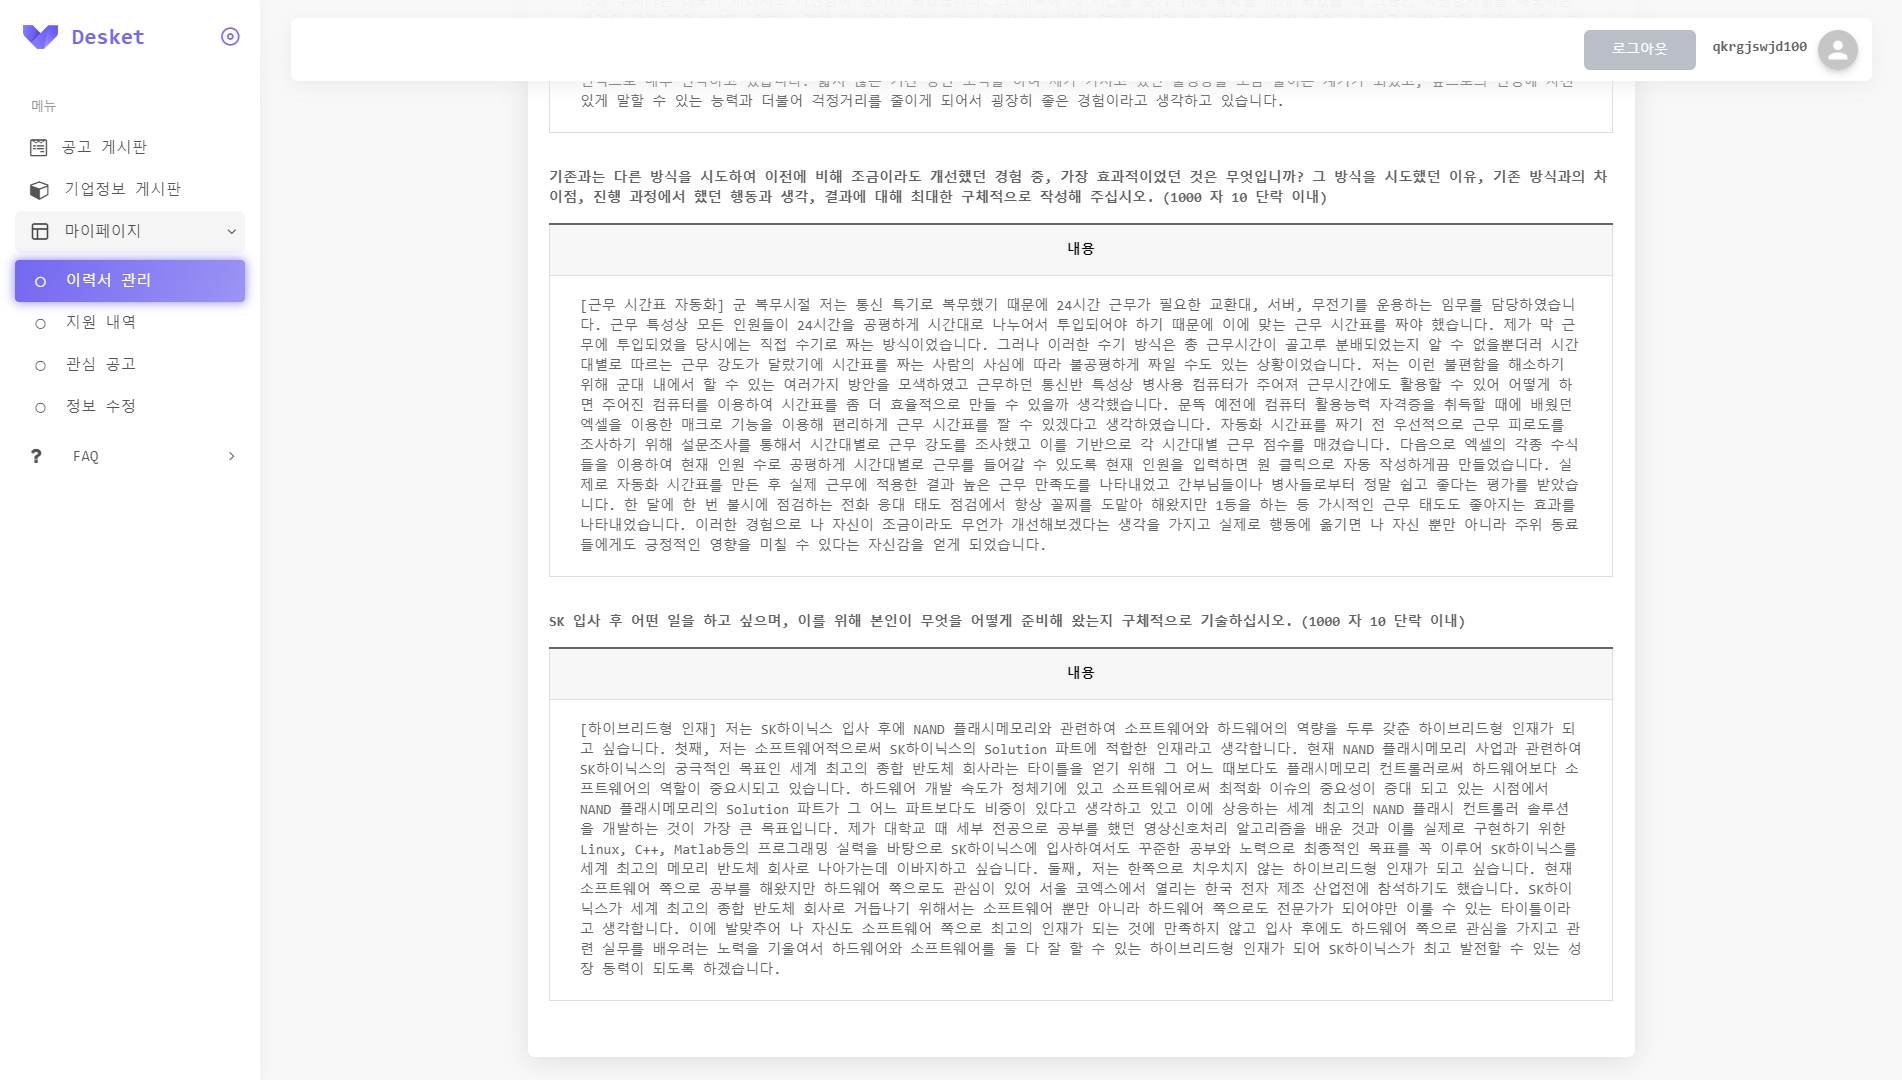 Desket
메뉴
공고 게시판
기업정보 게시판
마이페이지
이력서 관리
지원 내역
관심 공고
정보 수정
FAQ
로그아웃
qkrgjswjd100
있게 말할 수 있는 능력과 더불어 걱정거리를 줄이게 되어서 굉장히 좋은 경험이라고 생각하고 있습니다.
기존과는 다른 방식을 시도하여 이전에 비해 조금이라도 개선했던 경험 중, 가장 효과적이었던 것은 무엇입니까? 그 방식을 시도했던 이유, 기존 방식과의 차
이점, 진행 과정에서 했던 행동과 생각, 결과에 대해 최대한 구체적으로 작성해 주십시오. (1000 자 10 단락 이내)
내용
[근무 시간표 자동화] 군 복무시절 저는 통신 특기로 복무했기 때문에 24시간 근무가 필요한 교환대, 서버, 무전기를 운용하는 임무를 담당하였습니
다. 근무 특성상 모든 인원들이 24시간을 공평하게 시간대로 나누어서 투입되어야 하기 때문에 이에 맞는 근무 시간표를 짜야 했습니다. 제가 막 근
무에 투입되었을 당시에는 직접 수기로 짜는 방식이었습니다. 그러나 이러한 수기 방식은 총 근무시간이 골고루 분배되었는지 알 수 없을뿐더러 시간
대별로 따르는 근무 강도가 달랐기에 시간표를 짜는 사람의 사심에 따라 불공평하게 짜일 수도 있는 상황이었습니다. 저는 이런 불편함을 해소하기
위해 군대 내에서 할 수 있는 여러가지 방안을 모색하였고 근무하던 통신반 특성상 병사용 컴퓨터가 주어져 근무시간에도 활용할 수 있어 어떻게 하
면 주어진 컴퓨터를 이용하여 시간표를 좀 더 효율적으로 만들 수 있을까 생각했습니다. 문뜩 예전에 컴퓨터 활용능력 자격증을 취득할 때에 배웠던
엑셀을 이용한 매크로 기능을 이용해 편리하게 근무 시간표를 짤 수 있겠다고 생각하였습니다. 자동화 시간표를 짜기 전 우선적으로 근무 피로도를
조사하기 위해 설문조사를 통해서 시간대별로 근무 강도를 조사했고 이를 기반으로 각 시간대별 근무 점수를 매겼습니다. 다음으로 엑셀의 각종 수식
들을 이용하여 현재 인원 수로 공평하게 시간대별로 근무를 들어갈 수 있도록 현재 인원을 입력하면 원 클릭으로 자동 작성하게끔 만들었습니다. 실
제로 자동화 시간표를 만든 후 실제 근무에 적용한 결과 높은 근무 만족도를 나타내었고 간부님들이나 병사들로부터 정말 쉽고 좋다는 평가를 받았습
니다. 한 달에 한 번 불시에 점검하는 전화 응대 태도 점검에서 항상 꼴찌를 도맡아 해왔지만 1등을 하는 등 가시적인 근무 태도도 좋아지는 효과를
나타내었습니다. 이러한 경험으로 나 자신이 조금이라도 무언가 개선해보겠다는 생각을 가지고 실제로 행동에 옮기면 나 자신 뿐만 아니라 주위 동료
들에게도 긍정적인 영향을 미칠 수 있다는 자신감을 얻게 되었습니다.
SK 입사 후 어떤 일을 하고 싶으며, 이를 위해 본인이 무엇을 어떻게 준비해 왔는지 구체적으로 기술하십시오. (1000 자 10 단락 이내)
내용
[하이브리드형 인재] 저는 SK하이닉스 입사 후에 NAND 플래시메모리와 관련하여 소프트웨어와 하드웨어의 역량을 두루 갖춘 하이브리드형 인재가 되
고 싶습니다. 첫째, 저는 소프트웨어적으로써 SK하이닉스의 Solution 파트에 적합한 인재라고 생각합니다. 현재 NAND 플래시메모리 사업과 관련하여
SK하이닉스의 궁극적인 목표인 세계 최고의 종합 반도체 회사라는 타이틀을 얻기 위해 그 어느 때보다도 플래시메모리 컨트롤러로써 하드웨어보다 소
프트웨어의 역할이 중요시되고 있습니다. 하드웨어 개발 속도가 정체기에 있고 소프트웨어로써 최적화 이슈의 중요성이 증대 되고 있는 시점에서
NAND 플래시메모리의 Solution 파트가 그 어느 파트보다도 비중이 있다고 생각하고 있고 이에 상응하는 세계 최고의 NAND 플래시 컨트롤러 솔루션
을 개발하는 것이 가장 큰 목표입니다. 제가 대학교 때 세부 전공으로 공부를 했던 영상신호처리 알고리즘을 배운 것과 이를 실제로 구현하기 위한
Linux, C++, Matlab등의 프로그래밍 실력을 바탕으로 SK하이닉스에 입사하여서도 꾸준한 공부와 노력으로 최종적인 목표를 꼭 이루어 SK하이닉스를
세계 최고의 메모리 반도체 회사로 나아가는데 이바지하고 싶습니다. 둘째, 저는 한쪽으로 치우치지 않는 하이브리드형 인재가 되고 싶습니다. 현재
소프트웨어 쪽으로 공부를 해왔지만 하드웨어 쪽으로도 관심이 있어 서울 코엑스에서 열리는 한국 전자 제조 산업전에 참석하기도 했습니다. SK하이
닉스가 세계 최고의 종합 반도체 회사로 거듭나기 위해서는 소프트웨어 뿐만 아니라 하드웨어 쪽으로도 전문가가 되어야만 이룰 수 있는 타이틀이라
고 생각합니다. 이에 발맞추어 나 자신도 소프트웨어 쪽으로 최고의 인재가 되는 것에 만족하지 않고 입사 후에도 하드웨어 쪽으로 관심을 가지고 관
련 실무를 배우려는 노력을 기울여서 하드웨어와 소프트웨어를 둘 다 잘 할 수 있는 하이브리드형 인재가 되어 SK하이닉스가 최고 발전할 수 있는 성
장 동력이 되도록 하겠습니다.